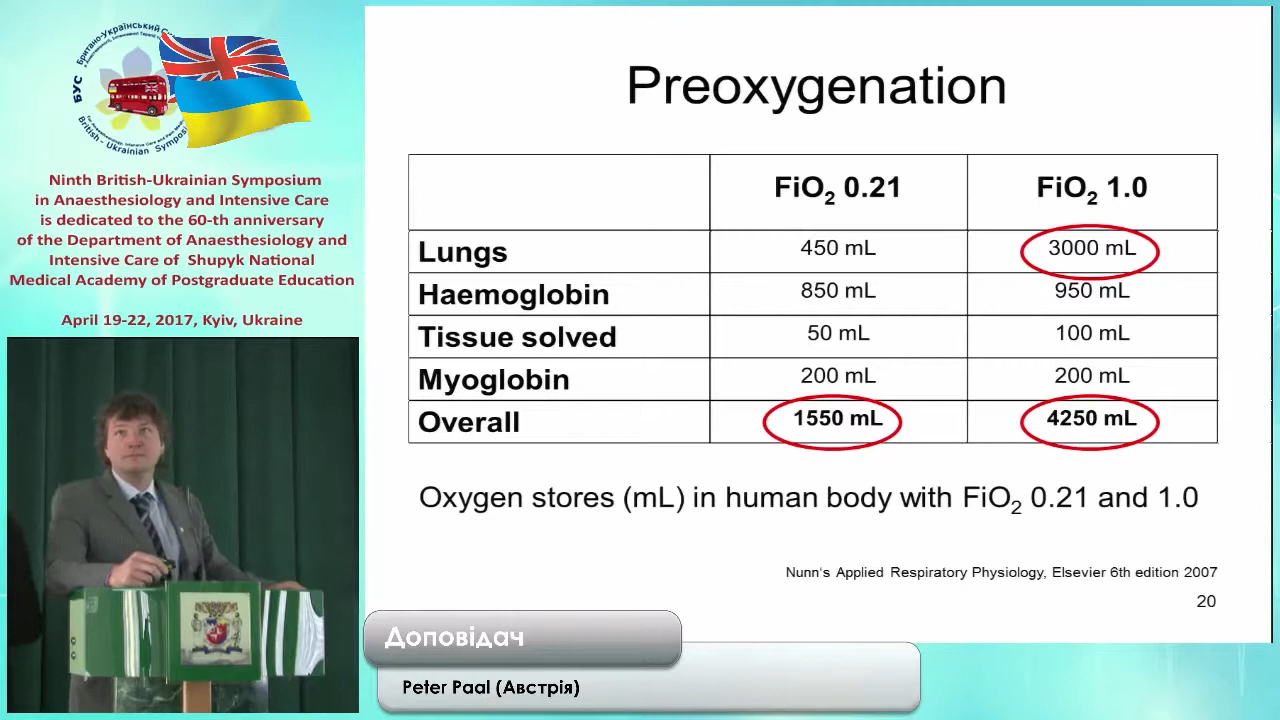 Британо-Український Си
БУС
British - Ukrainian Symposi
Ninth British-Ukrainian Symposium
in Anaesthesiology and Intensive Care
is dedicated to the 60-th anniversary
of the Department of Anaesthesiology and
Intensive Care of Shupyk National
Medical Academy of Postgraduate Education
April 19-22, 2017, Kyiv, Ukraine
Preoxygenation
FiO2 0.21 FiO2 1.0
Lungs 450 mL 3000 mL
Haemoglobin 850 mL 950 mL
Tissue solved 50 mL 100 mL
Myoglobin 200 mL 200 mL
Overall 1550 mL 4250 mL
Oxygen stores (mL) in human body with FiO2 0.21 and 1.0
Nunn‘s Applied Respiratory Physiology, Elsevier 6th edition 2007
20
Доповідач
Peter Paal (Австрія)